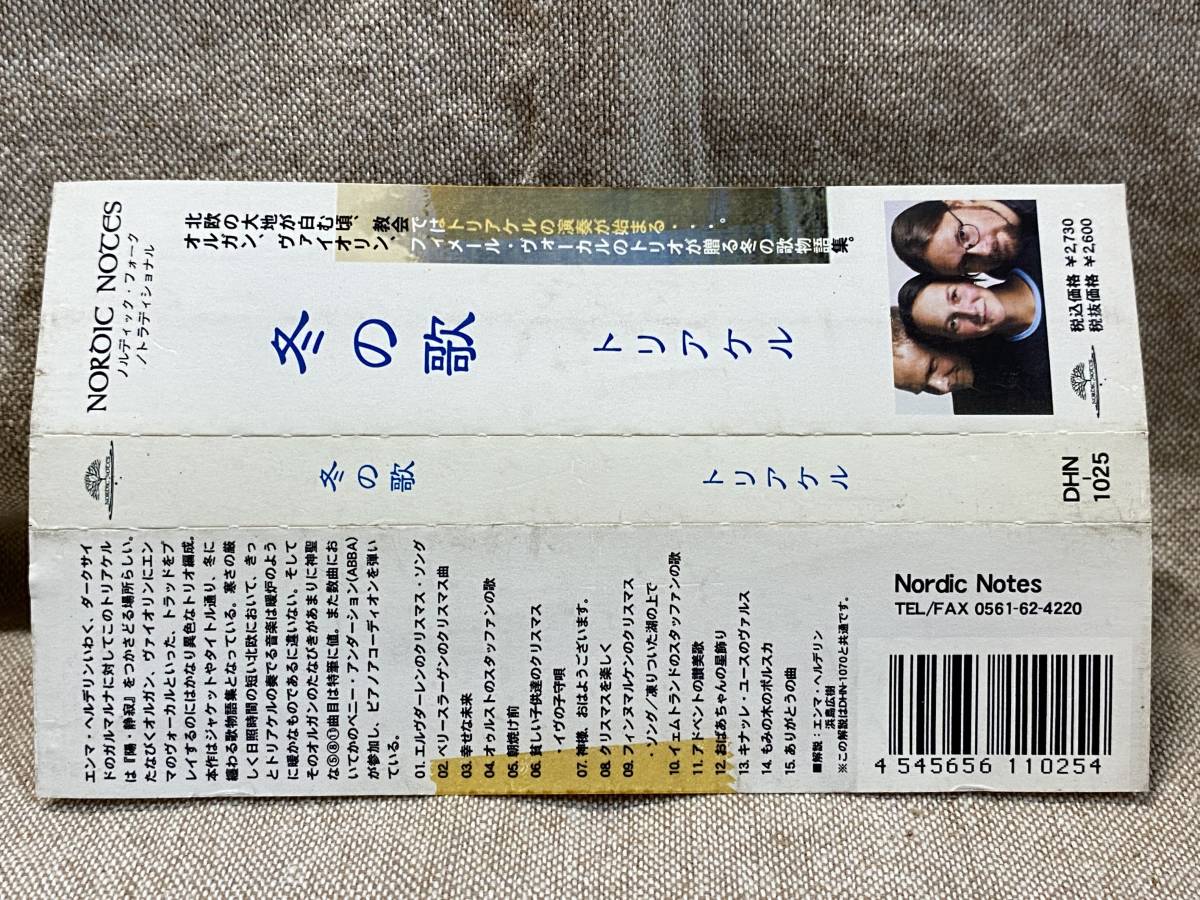 NORDIC NOTES
ノルディック・フォーク
／トラディショナル
北欧の大地が白む頃、教会ではトリアケルの演奏が始まる・・・。
オルガン、ヴァイオリン、フィメール・ヴォーカルのトリオが贈る冬の歌物語集。
冬の歌
トリアケル
税込価格 ¥2,730
税抜価格 ¥2,600
NORDIC NOTES
NORDIC NOTES
冬の歌
トリアケル
DHN
-
1025
エンマ・ヘルデリンいわく、ダークサイ
ドのガルマルナに対してこのトリアケル
は『陽・静寂』をつかさどる場所らしい。
たなびくオルガン、ヴァイオリンにエン
マのヴォーカルといった、トラッドをプ
レイするのにはかなり異色なトリオ編成。
本作はジャケットやタイトル通り、冬に
纏わる歌物語集となっている。寒さの厳
しく日照時間の短い北欧において、きっ
とトリアケルの奏でる音楽は暖炉のよう
に暖かなものであるに違いない。そして
そのオルガンのたなびきがあまりに神聖
な⑤⑧⑪曲目は特筆に値。また数曲にお
いてかのベニー・アンダーション(ABBA)
が参加し、ピアノアコーディオンを弾い
ている。
01. エルヴダーレンのクリスマス・ソング
02. ベリースラーゲンのクリスマス曲
03. 幸せな未来
04. オゥルストのスタッファンの歌
05. 朝焼け前
06. 貧しい子供達のクリスマス
・イヴの子守唄
07. 神様、おはようございます。
08. クリスマスを楽しく
09. フィンヌマルケンのクリスマス
・ソング／凍りついた湖の上で
10. イェムトランドのスタッファンの歌
11. アドベントの讃美歌
12. おばあちゃんの星飾り
13. キナッレ・ユースのヴァルス
14. もみの木のポルスカ
15. ありがとうの曲
■解説：エンマ・ヘルデリン
浜島広樹
※この解説はDHN-1070と共通です。
Nordic Notes
TEL/FAX 0561-62-4220
4 545656 110254